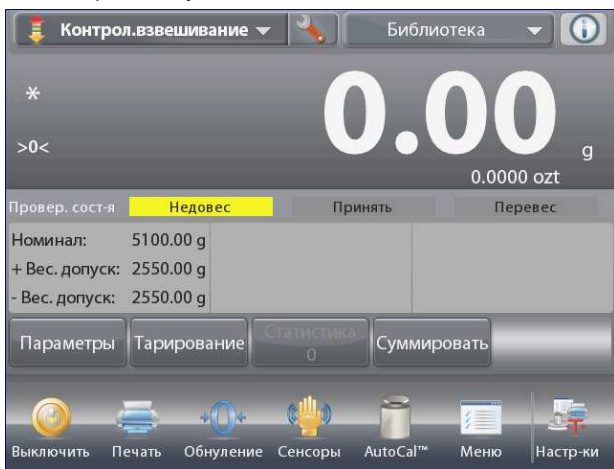 Контрол.взвешивание Библиотека
*
0.00 g
>0<
0.0000 ozt
Провер. сост-я Недовес Принять Перевес
Номинал: 5100.00 g
+ Вес. допуск: 2550.00 g
- Вес. допуск: 2550.00 g
Параметры Тарирование Статистика 0 Суммировать
Выключить Печать Обнуление Сенсоры AutoCal™ Меню Настр-ки